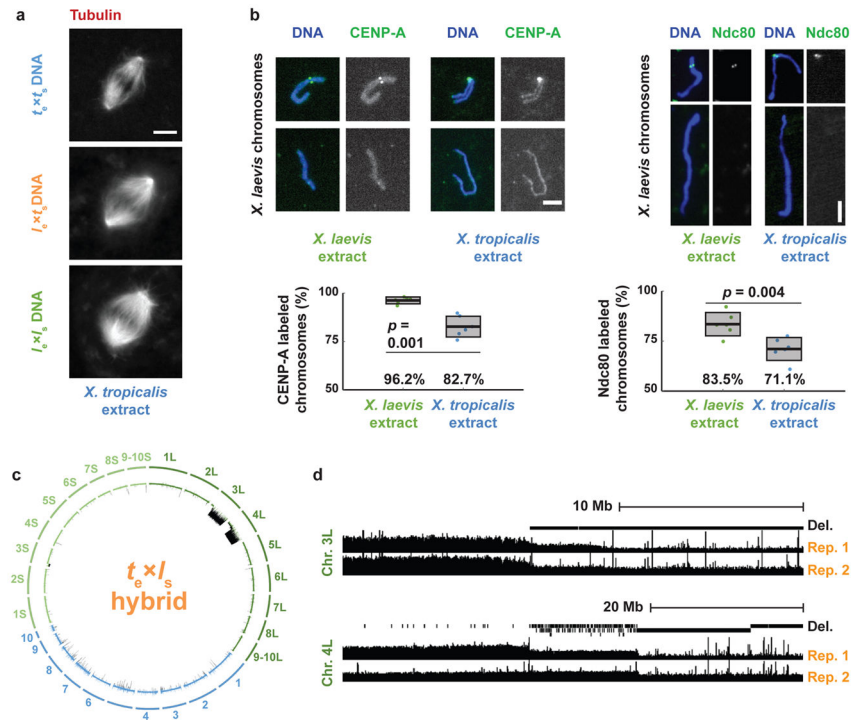 a
Tubulin
te×ts DNA
le×ts DNA
le×ls DNA
X. tropicalis
extract
b
DNA CENP-A DNA CENP-A
X. laevis chromosomes
X. laevis
extract
X. tropicalis
extract
DNA Ndc80 DNA Ndc80
X. laevis chromosomes
X. laevis
extract
X. tropicalis
extract
CENP-A labeled
chromosomes (%)
100
75
50
p =
0.001
96.2% 82.7%
X. laevis
extract
X. tropicalis
extract
Ndc80 labeled
chromosomes (%)
100
75
50
p = 0.004
83.5% 71.1%
X. laevis
extract
X. tropicalis
extract
c
1L
2L
3L
4L
5L
6L
7L
8L
9-10L
1
2
3
4
6
7
8
9
10
1S
2S
3S
4S
5S
6S
7S
8S
9-10S
te×ls
hybrid
d
10 Mb
Del.
Chr. 3L
Rep. 1
Rep. 2
20 Mb
Del.
Chr. 4L
Rep. 1
Rep. 2